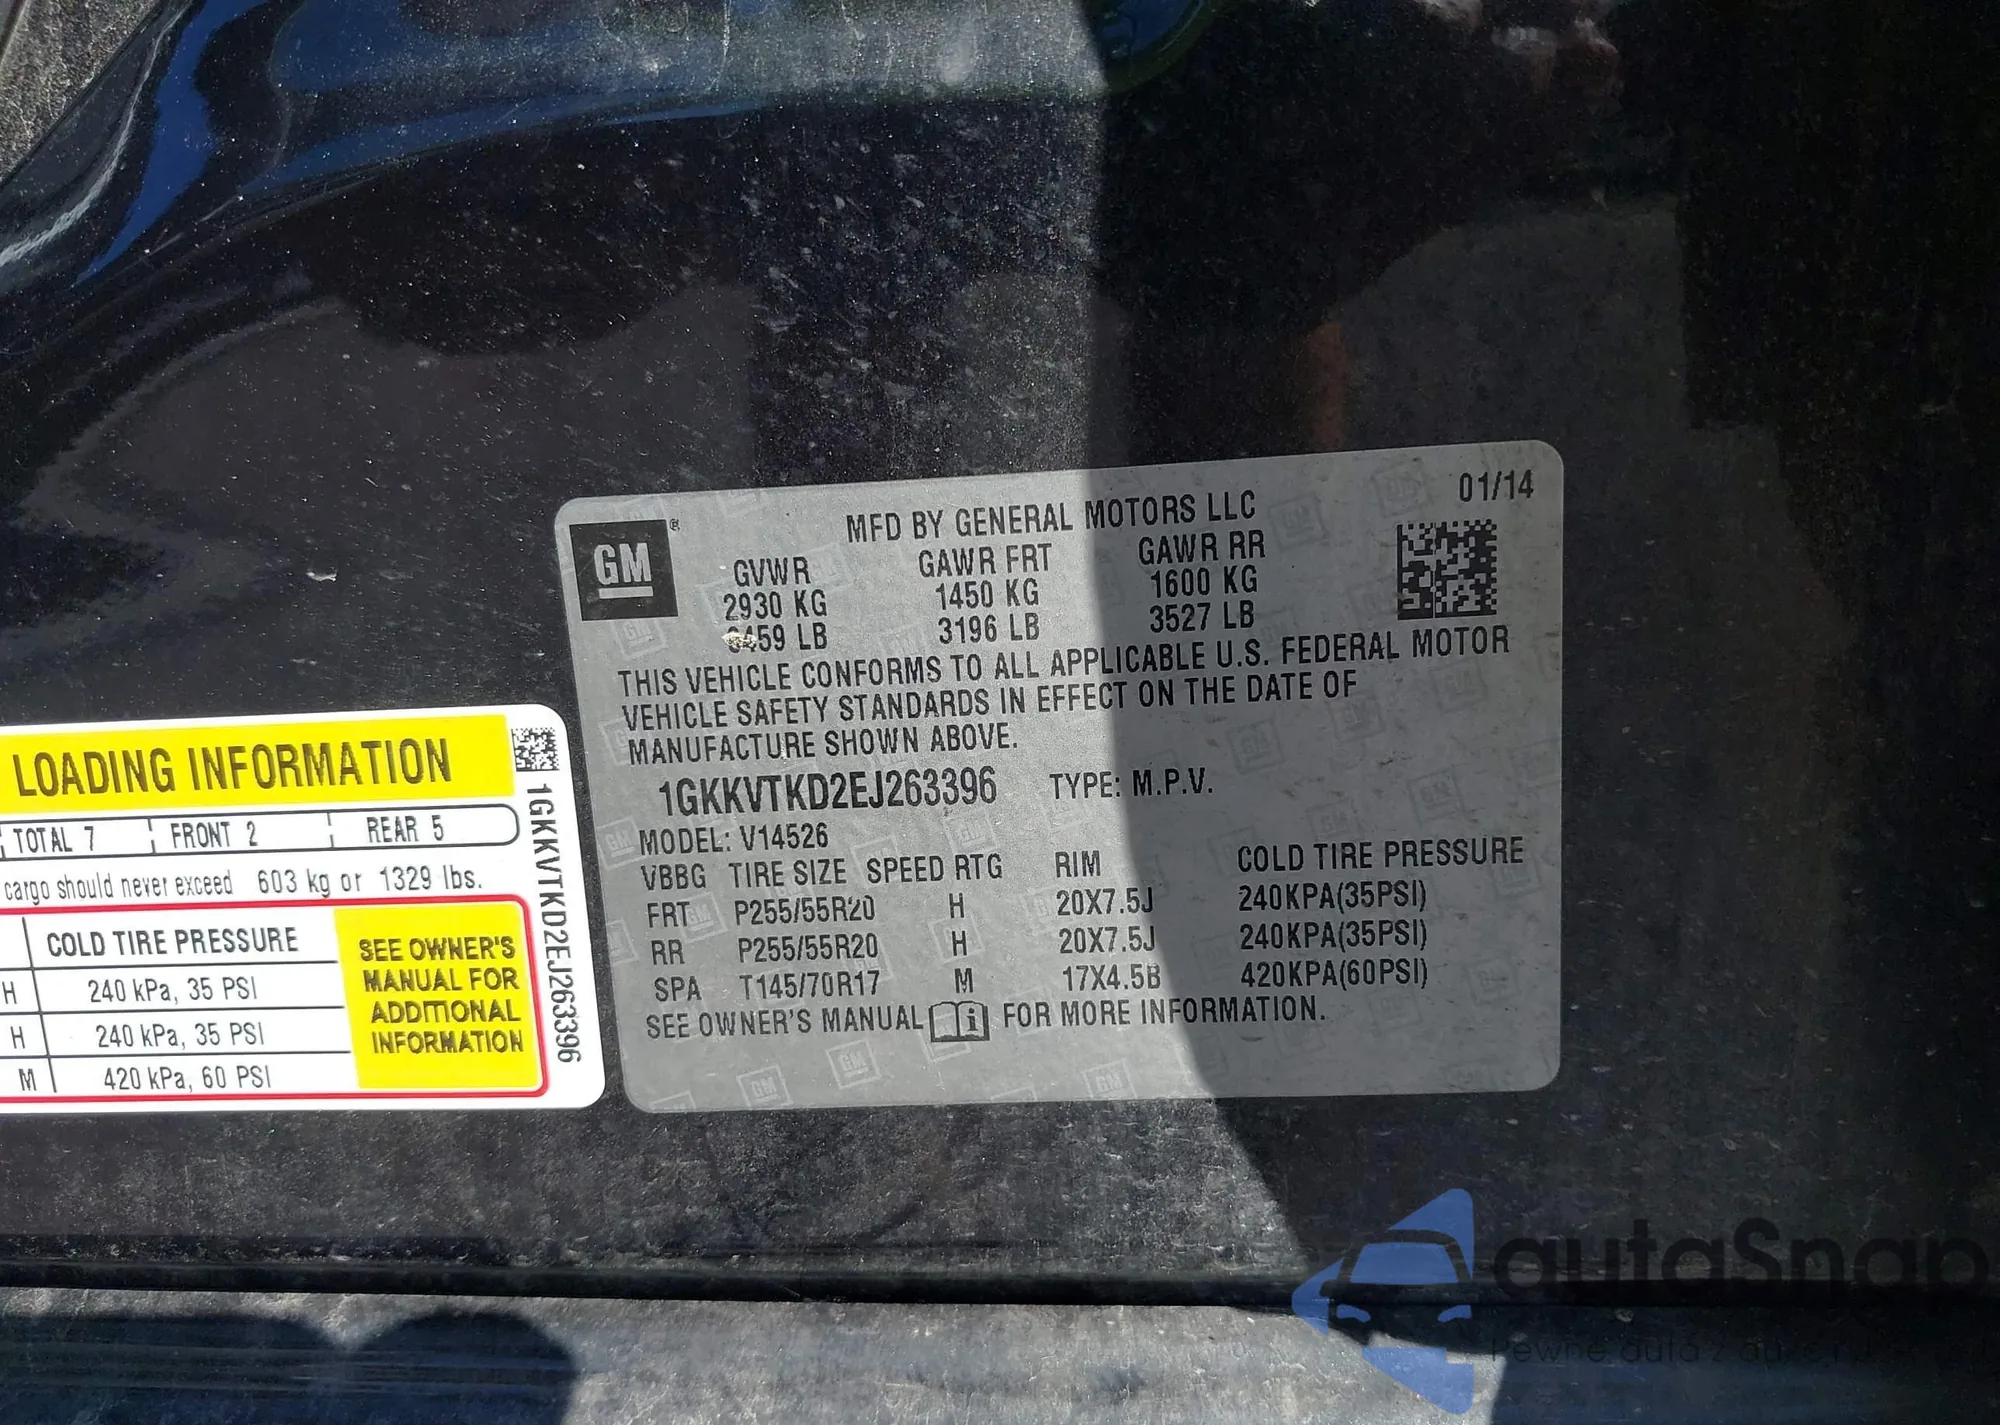 01/14
MFD BY GENERAL MOTORS LLC
GM ®
GVWR GAWR FRT GAWR RR
2930 KG 1450 KG 1600 KG
6459 LB 3196 LB 3527 LB
THIS VEHICLE CONFORMS TO ALL APPLICABLE U.S. FEDERAL MOTOR
VEHICLE SAFETY STANDARDS IN EFFECT ON THE DATE OF
MANUFACTURE SHOWN ABOVE.
1GKKVTKD2EJ263396 TYPE: M.P.V.
MODEL: V14526
VBBG TIRE SIZE SPEED RTG RIM COLD TIRE PRESSURE
FRT P255/55R20 H 20X7.5J 240KPA(35PSI)
RR P255/55R20 H 20X7.5J 240KPA(35PSI)
SPA T145/70R17 M 17X4.5B 420KPA(60PSI)
SEE OWNER'S MANUAL i FOR MORE INFORMATION.
LOADING INFORMATION
TOTAL 7 FRONT 2 REAR 5
cargo should never exceed 603 kg or 1329 lbs.
COLD TIRE PRESSURE
H 240 kPa, 35 PSI
H 240 kPa, 35 PSI
M 420 kPa, 60 PSI
SEE OWNER'S
MANUAL FOR
ADDITIONAL
INFORMATION
1GKKVTKD2EJ263396
autaSnap
Pewne auta z